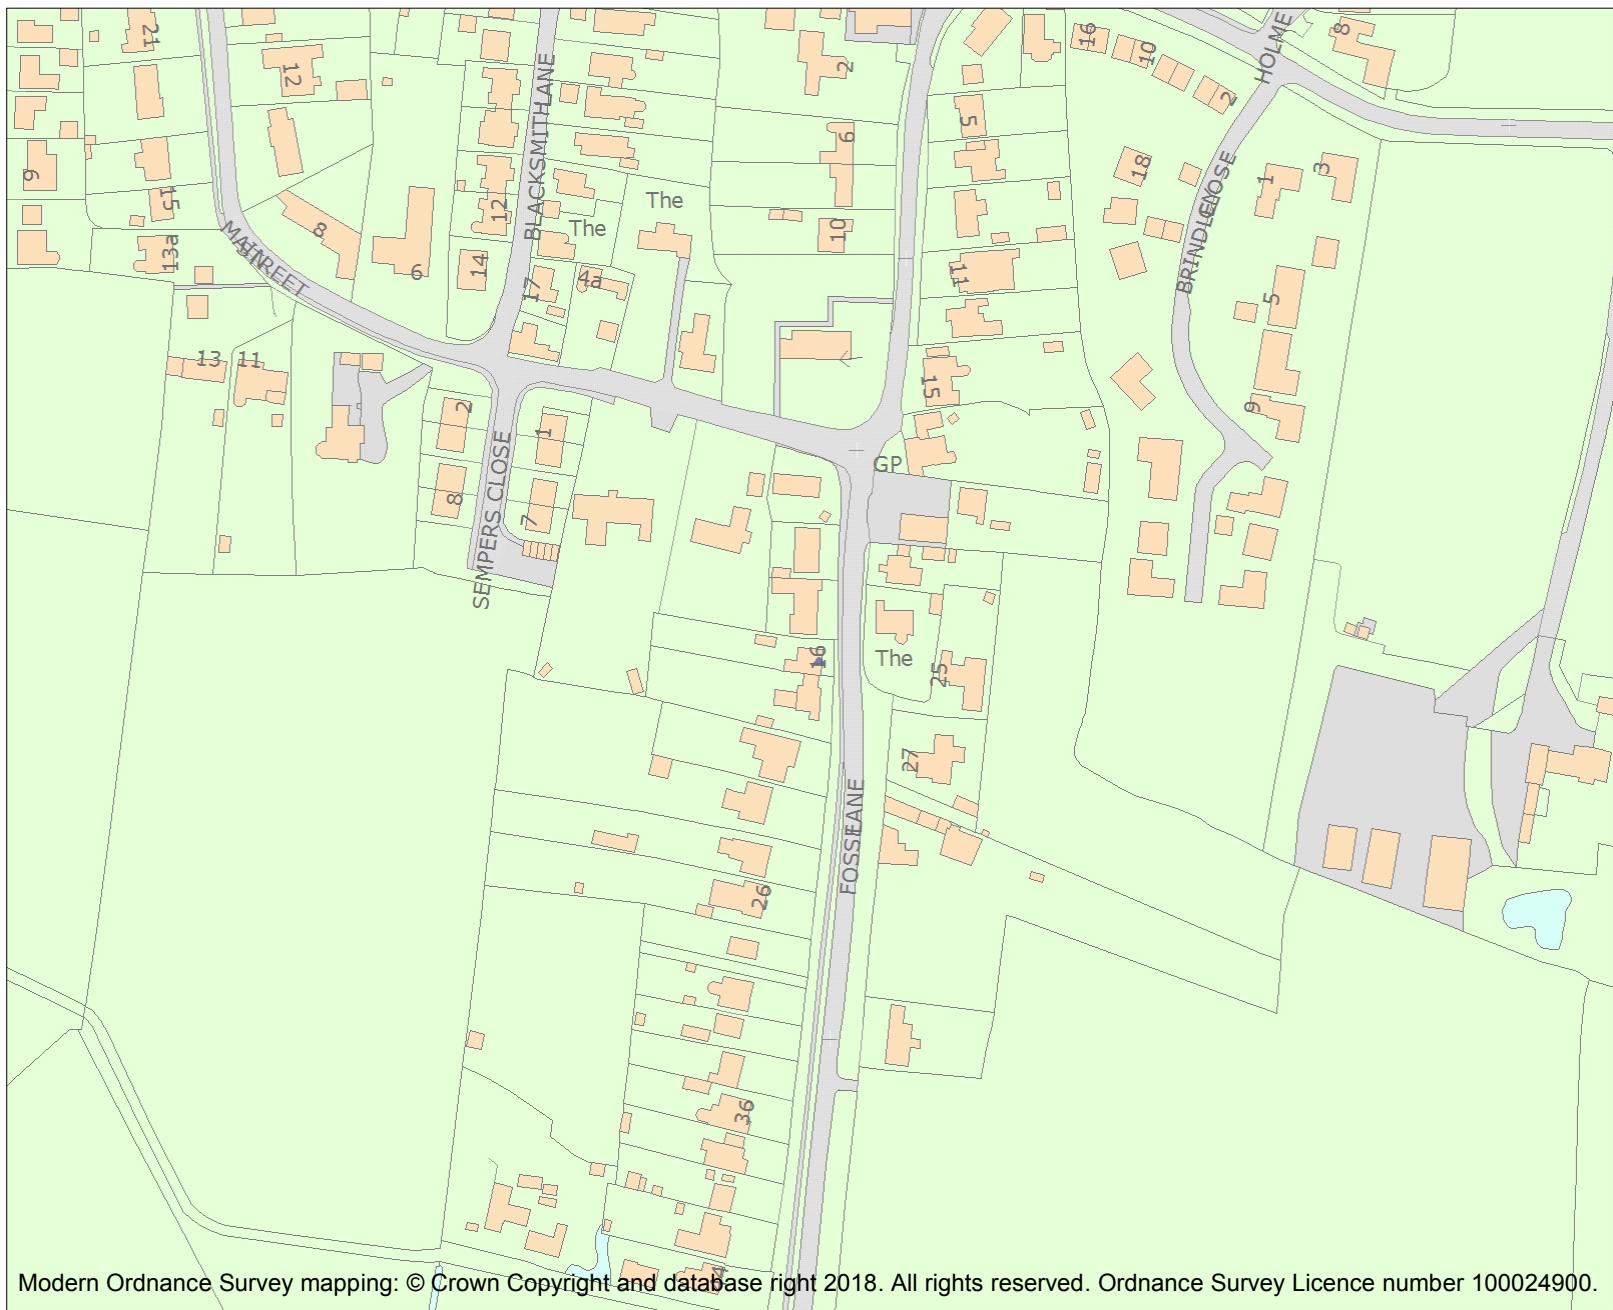 21
12
BLACKSMITH LANE
2
16
10
2
HOLME
8
5
6
9
15
12
The
The
18
CLOSE
1
3
13a
8
6
14
10
MAIN
STREET
17
4a
11
BRINDLEY
5
13
11
2
1
15
9
GP
8
7
SEMPERS CLOSE
16
The
25
27
FOSSE
LANE
26
36
Modern Ordnance Survey mapping: © Crown Copyright and database right 2018. All rights reserved. Ordnance Survey Licence number 100024900.